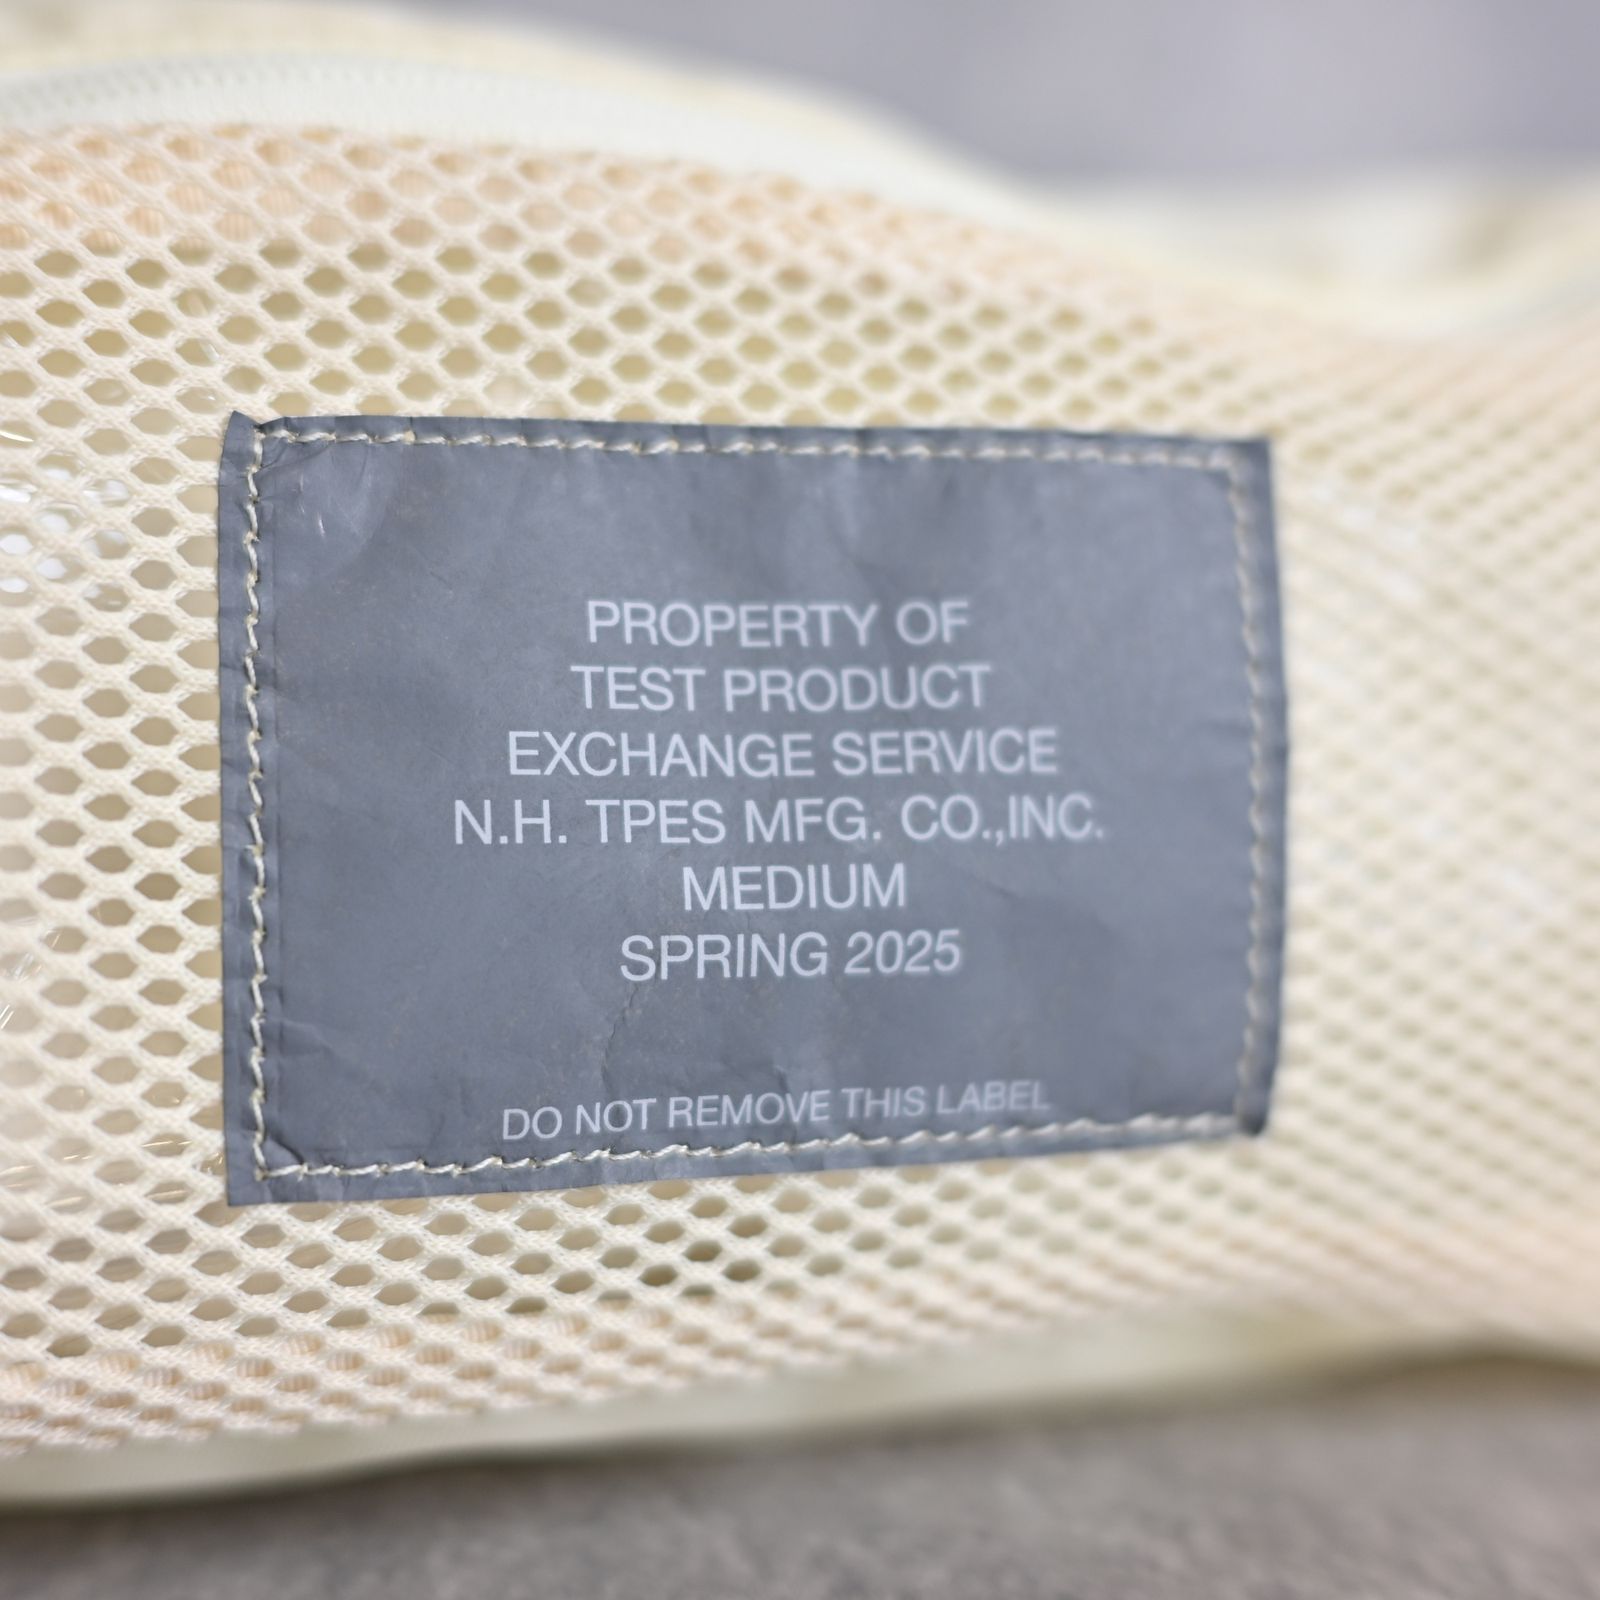 PROPERTY OF
TEST PRODUCT
EXCHANGE SERVICE
N.H. TPES MFG. CO.,INC.
MEDIUM
SPRING 2025
DO NOT REMOVE THIS LABEL